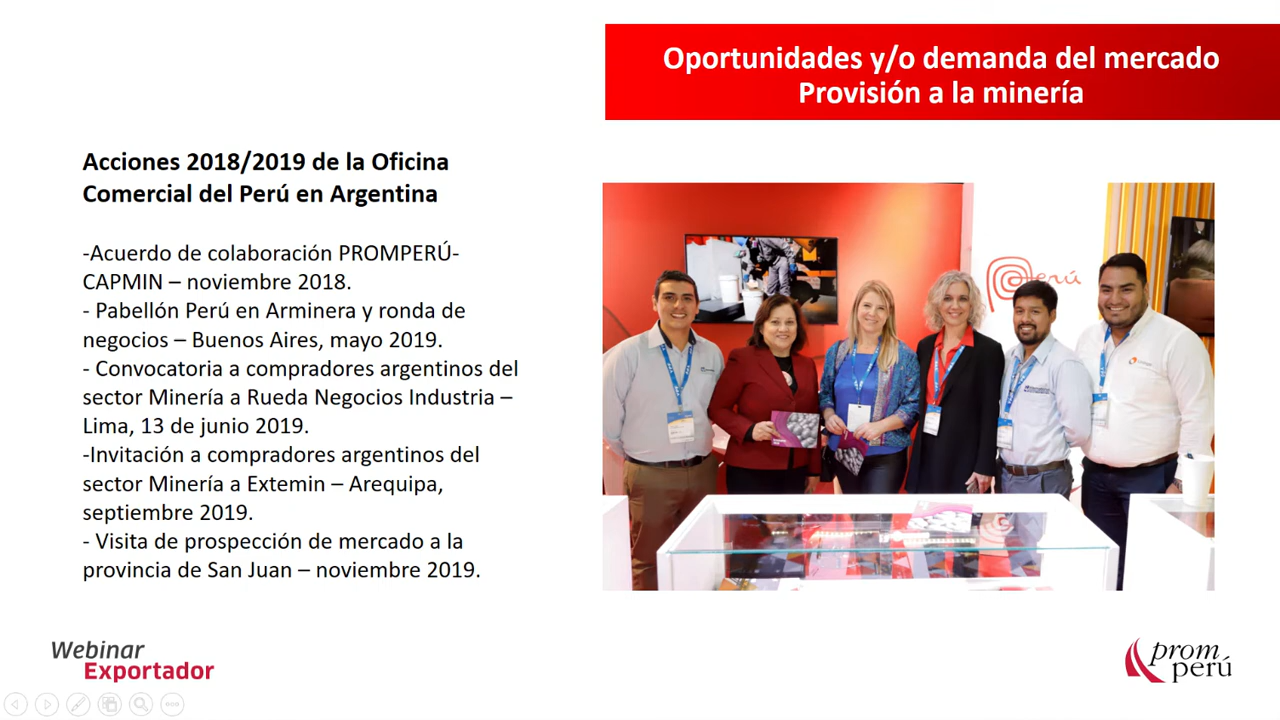 Oportunidades y/o demanda del mercado
Provisión a la minería
Acciones 2018/2019 de la Oficina
Comercial del Perú en Argentina
-Acuerdo de colaboración PROMPERÚ-
CAPMIN – noviembre 2018.
- Pabellón Perú en Arminera y ronda de
negocios – Buenos Aires, mayo 2019.
- Convocatoria a compradores argentinos del
sector Minería a Rueda Negocios Industria –
Lima, 13 de junio 2019.
-Invitación a compradores argentinos del
sector Minería a Extemin – Arequipa,
septiembre 2019.
- Visita de prospección de mercado a la
provincia de San Juan – noviembre 2019.
Perú
Webinar
Exportador
prom
perú